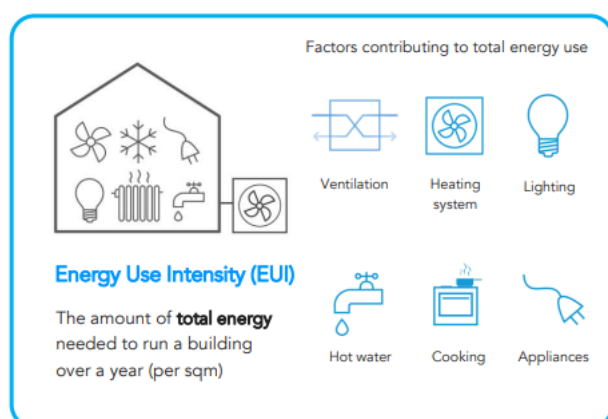 Factors contributing to total energy use
Ventilation
Heating
system
Lighting
Energy Use Intensity (EUI)
The amount of total energy
needed to run a building
over a year (per sqm)
Hot water
Cooking
Appliances